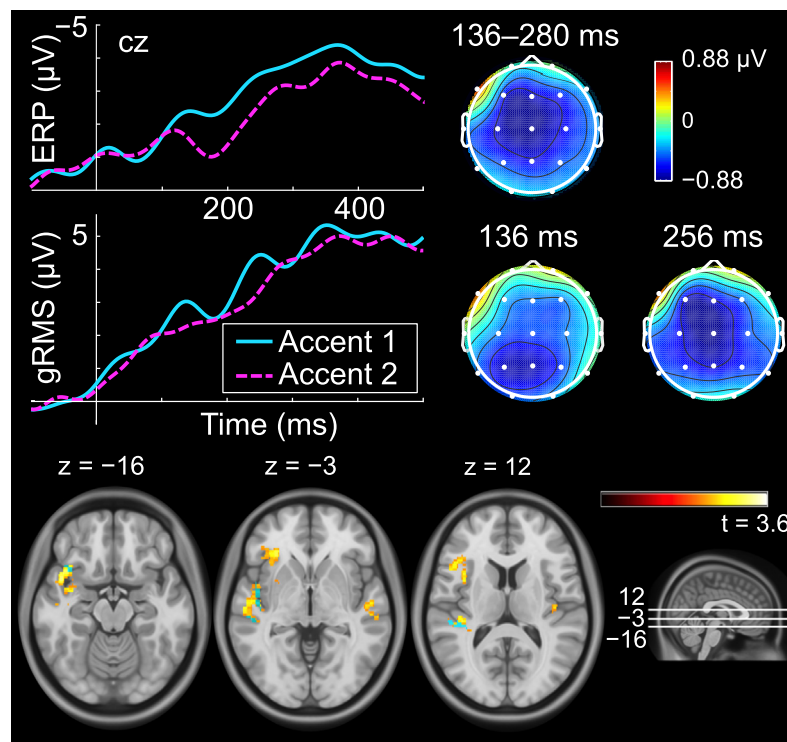 −5
cz
ERP (μV)
136–280 ms
0.88 μV
0
−0.88
200
400
5
gRMS (μV)
136 ms
256 ms
Accent 1
Accent 2
Time (ms)
z = −16
z = −3
z = 12
t = 3.6
12
−3
−16